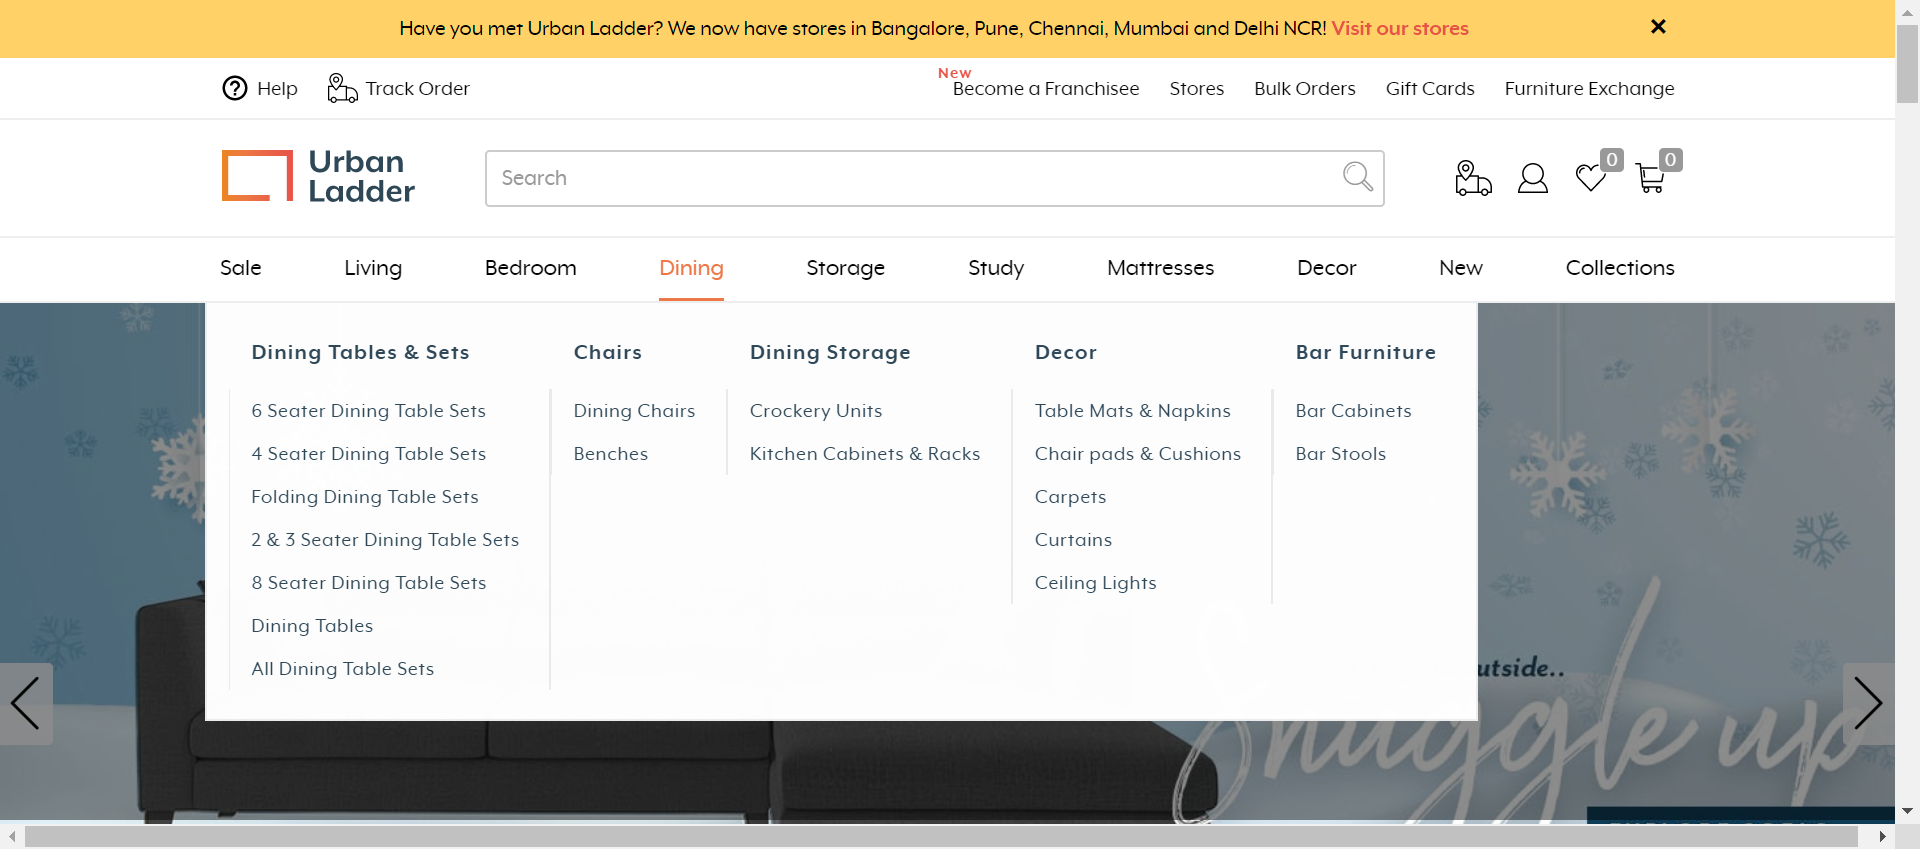 Have you met Urban Ladder? We now have stores in Bangalore, Pune, Chennai, Mumbai and Delhi NCR! Visit our stores
Help
Track Order
New
Become a Franchisee
Stores
Bulk Orders
Gift Cards
Furniture Exchange
Urban
Ladder
Search
0
0
Sale
Living
Bedroom
Dining
Storage
Study
Mattresses
Decor
New
Collections
Dining Tables & Sets
6 Seater Dining Table Sets
4 Seater Dining Table Sets
Folding Dining Table Sets
2 & 3 Seater Dining Table Sets
8 Seater Dining Table Sets
Dining Tables
All Dining Table Sets
Chairs
Dining Chairs
Benches
Dining Storage
Crockery Units
Kitchen Cabinets & Racks
Decor
Table Mats & Napkins
Chair pads & Cushions
Carpets
Curtains
Ceiling Lights
Bar Furniture
Bar Cabinets
Bar Stools
utside..
Snuggle up